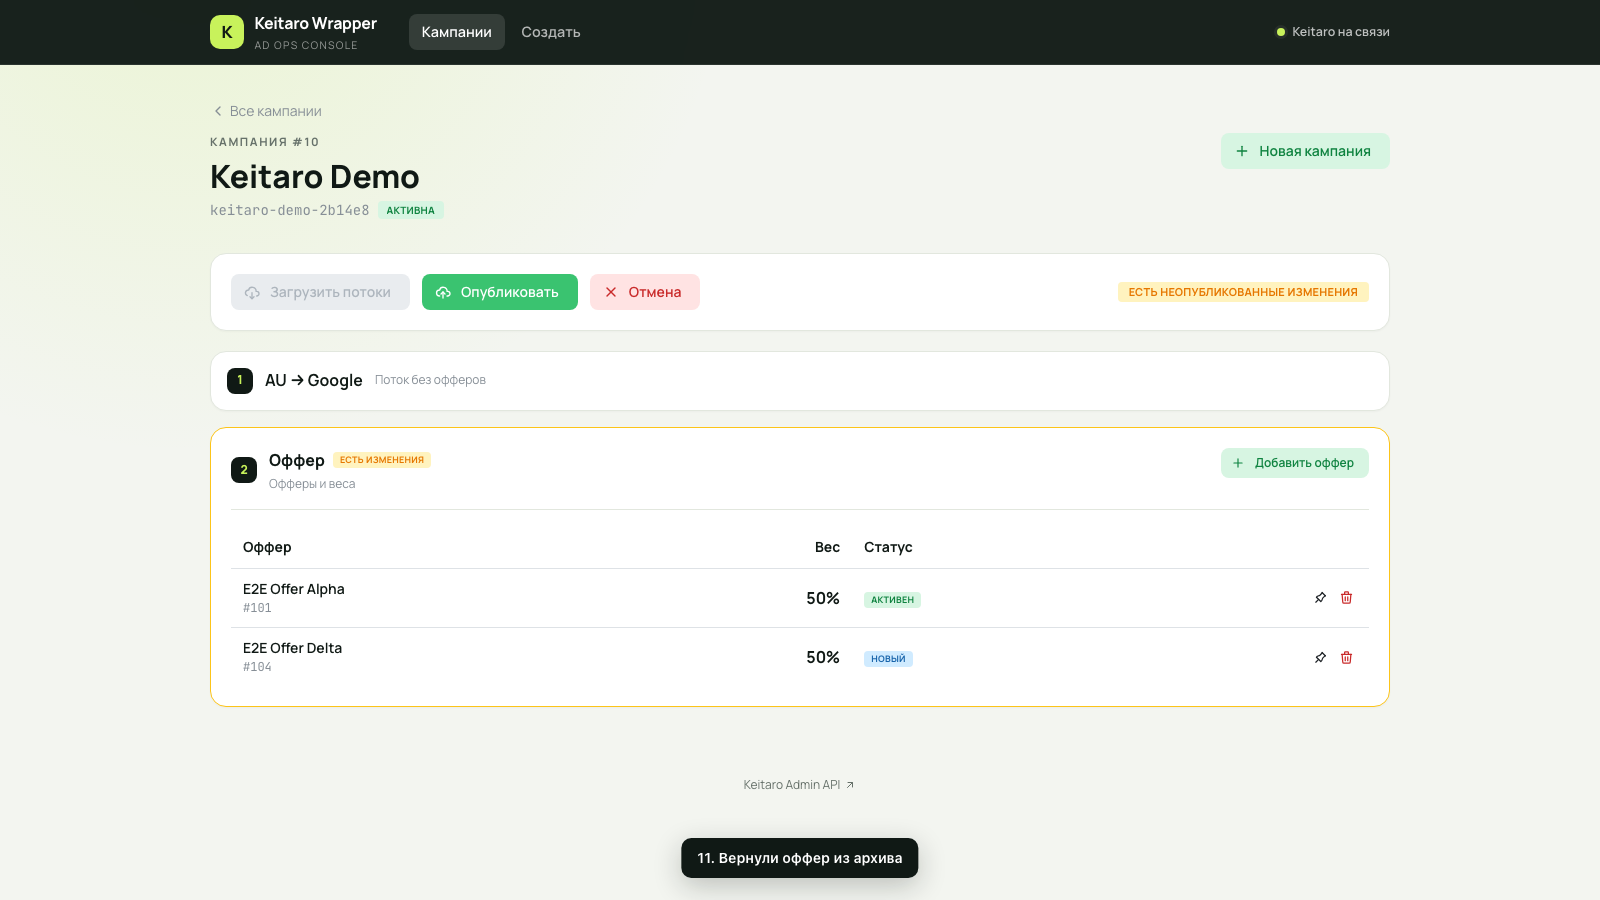 K
Keitaro Wrapper
AD OPS CONSOLE
Кампании
Создать
Keitaro на связи
Все кампании
КАМПАНИЯ #10
Keitaro Demo
keitaro-demo-2b14e8
АКТИВНА
Новая кампания
Загрузить потоки
Опубликовать
Отмена
ЕСТЬ НЕОПУБЛИКОВАННЫЕ ИЗМЕНЕНИЯ
1
AU → Google
Поток без офферов
2
Оффер
ЕСТЬ ИЗМЕНЕНИЯ
Офферы и веса
Добавить оффер
Оффер
Вес
Статус
E2E Offer Alpha
#101
50%
АКТИВЕН
E2E Offer Delta
#104
50%
НОВЫЙ
Keitaro Admin API ↗
11. Вернули оффер из архива